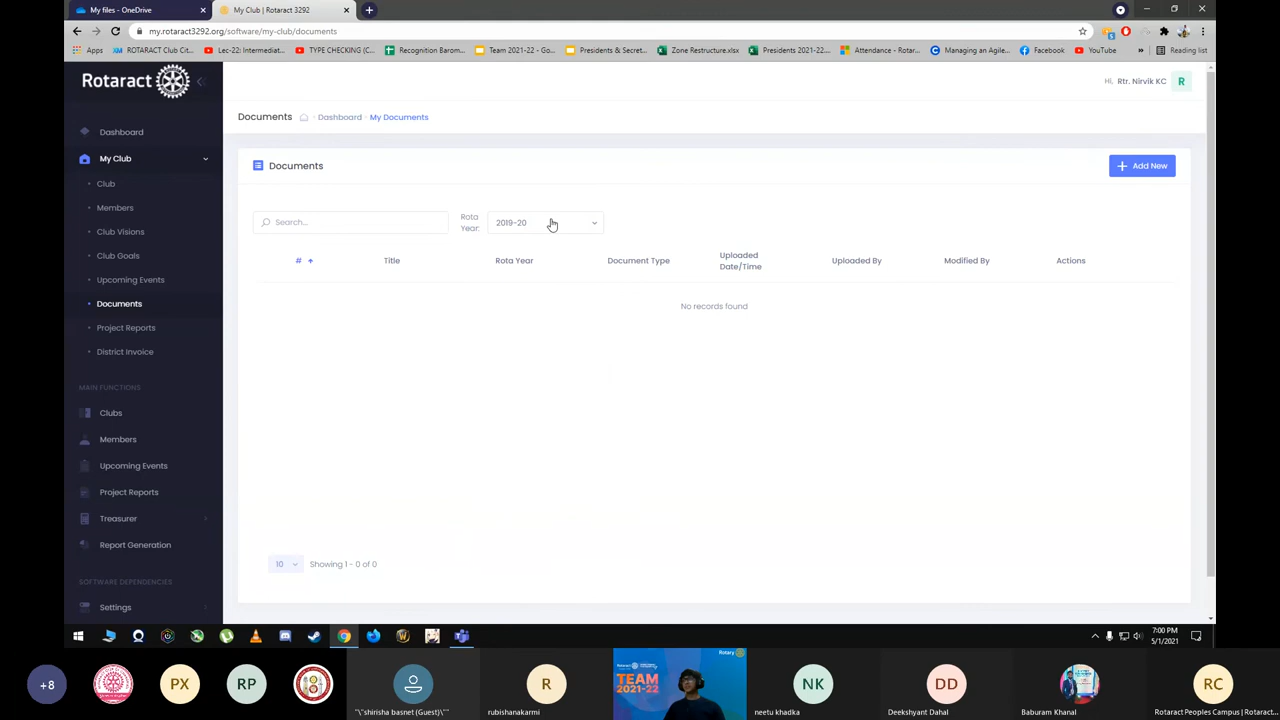 My files - OneDrive
My Club | Rotaract 3292
my.rotaract3292.org/software/my-club/documents
Apps ROTARACT Club Citi... Lec-22: Intermediat... TYPE CHECKING (C... Recognition Barom... Team 2021-22 - Go... Presidents & Secret... Zone Restructure.xlsx Presidents 2021-22... Attendance - Rotar... Managing an Agile... Facebook YouTube Reading list
Rotaract
Hi, Rtr. Nirvik KC R
Documents - Dashboard - My Documents
Dashboard
My Club
Club
Members
Club Visions
Club Goals
Upcoming Events
Documents
Project Reports
District Invoice
MAIN FUNCTIONS
Clubs
Members
Upcoming Events
Project Reports
Treasurer
Report Generation
SOFTWARE DEPENDENCIES
Settings
Documents
Add New
Search...
Rota
Year:
2019-20
# Title Rota Year Document Type Uploaded
Date/Time Uploaded By Modified By Actions
No records found
10 Showing 1 - 0 of 0
7:00 PM
5/1/2021
+8 PX RP R NK DD RC
Rotary
Rotaract
TEAM
2021-22
"\"shirisha basnet (Guest)\"" rubishanakarmi neetu khadka Deekshyant Dahal Baburam Khanal Rotaract Peoples Campus | Rotarac...